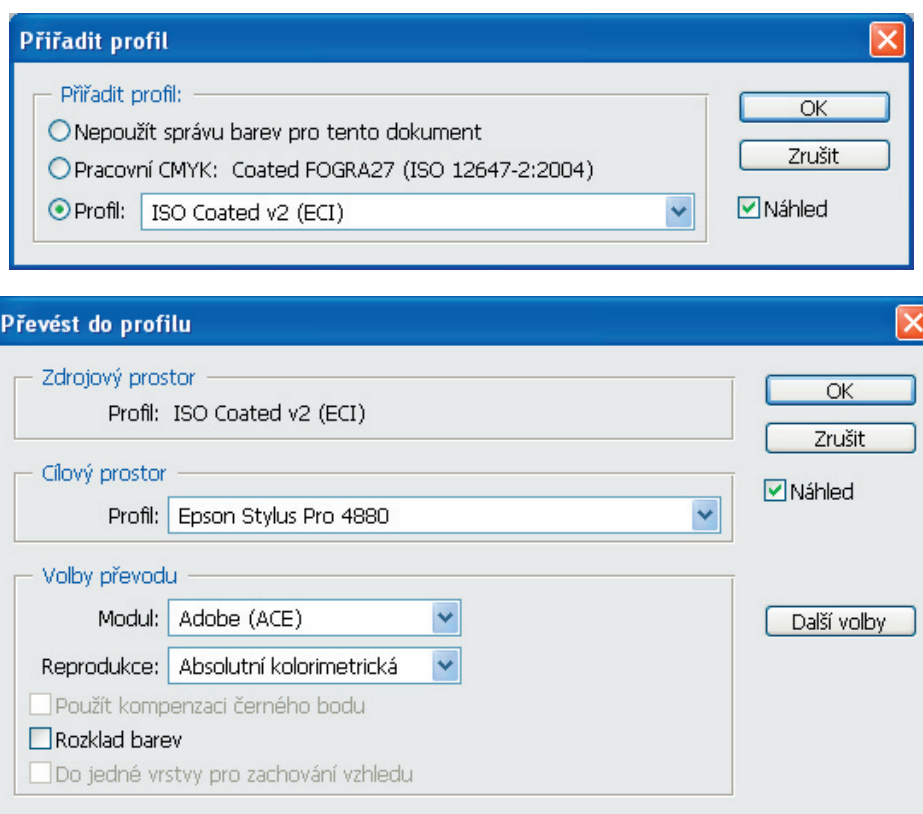 Přiřadit profil
Přiřadit profil:
Nepoužít správu barev pro tento dokument
Pracovní CMYK: Coated FOGRA27 (ISO 12647-2:2004)
Profil: ISO Coated v2 (ECI)
OK
Zrušit
Náhled
Převést do profilu
Zdrojový prostor
Profil: ISO Coated v2 (ECI)
Cílový prostor
Profil: Epson Stylus Pro 4880
Volby převodu
Modul: Adobe (ACE)
Reprodukce: Absolutní kolorimetrická
Použít kompenzaci černého bodu
Rozklad barev
Do jedné vrstvy pro zachování vzhledu
OK
Zrušit
Náhled
Další volby